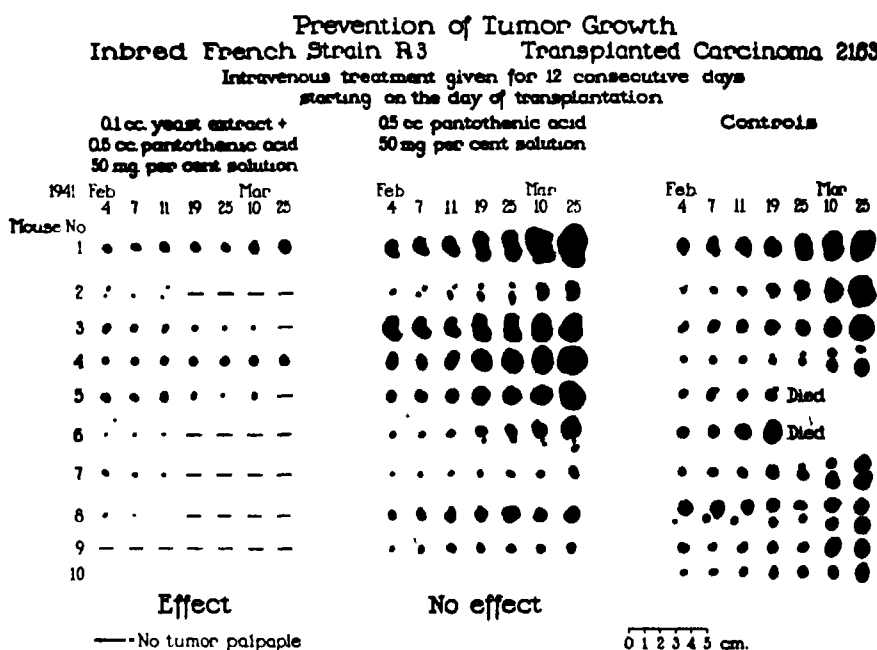 Prevention of Tumor Growth
Inbred French Strain R3 Transplanted Carcinoma 2163
Intravenous treatment given for 12 consecutive days
starting on the day of transplantation
0.1 cc. yeast extract +
0.5 cc. pantothenic acid
50 mg. per cent solution
0.5 cc pantothenic acid
50 mg per cent solution
Controls
1941 Feb Mar Feb Mar Feb Mar
4 7 11 19 25 10 25 4 7 11 19 25 10 25 4 7 11 19 25 10 25
Mouse No
1
2
3
4
5 Died
6 Died
7
8
9
10
Effect No effect
— - No tumor palpaple
0 1 2 3 4 5 cm.